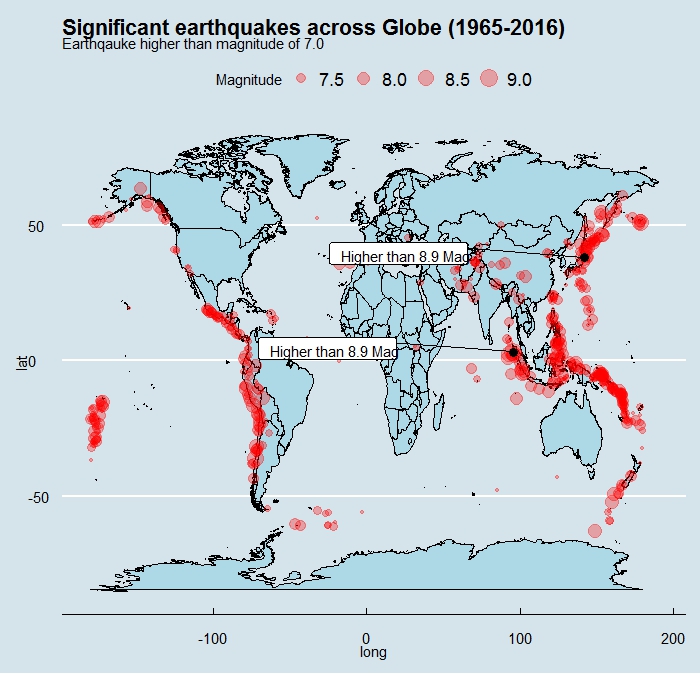 Significant earthquakes across Globe (1965-2016)
Earthqauke higher than magnitude of 7.0
Magnitude 7.5 8.0 8.5 9.0
50
Higher than 8.9 Mag
Higher than 8.9 Mag
lat
0
-50
-100 0 100 200
long